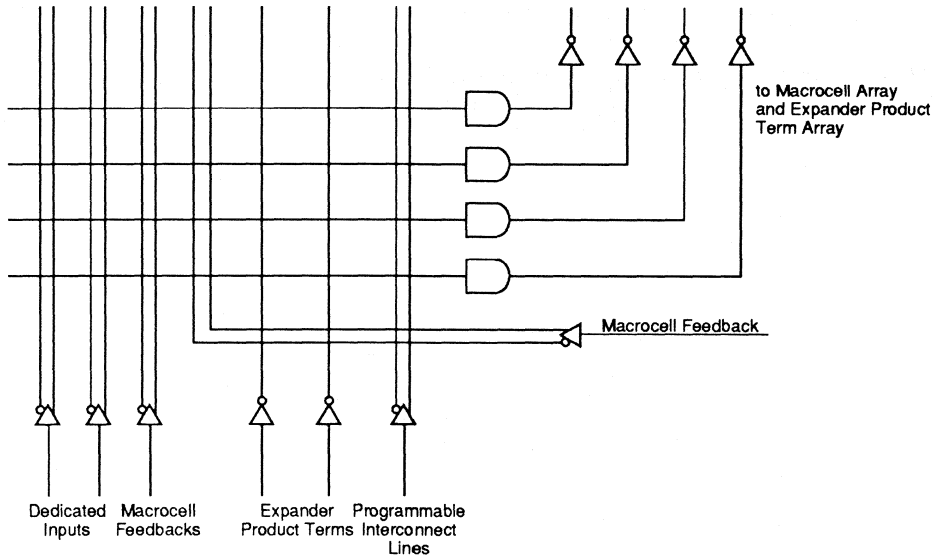 to Macrocell Array
and Expander Product
Term Array
Macrocell Feedback
Dedicated
Inputs
Macrocell
Feedbacks
Expander
Product Terms
Programmable
Interconnect
Lines